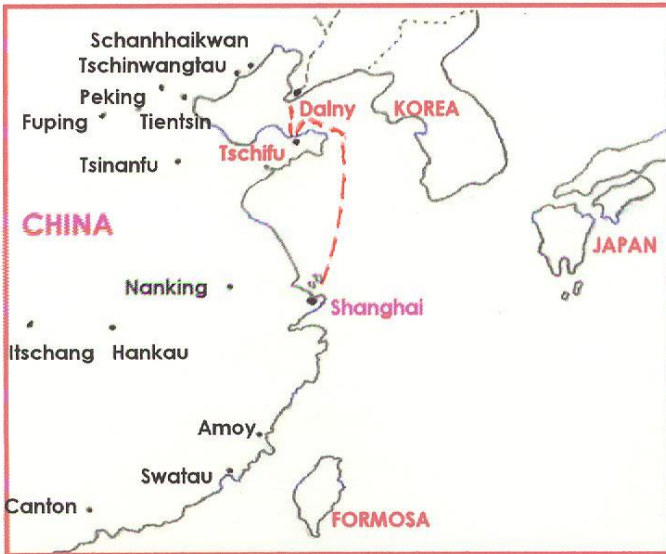 Schanhhaikwan
Tschinwangtau
Peking
Dalny
KOREA
Fuping
Tientsin
Tschifu
Tsinanfu
CHINA
JAPAN
Nanking
Shanghai
Itschang
Hankau
Amoy
Swatau
Canton
FORMOSA